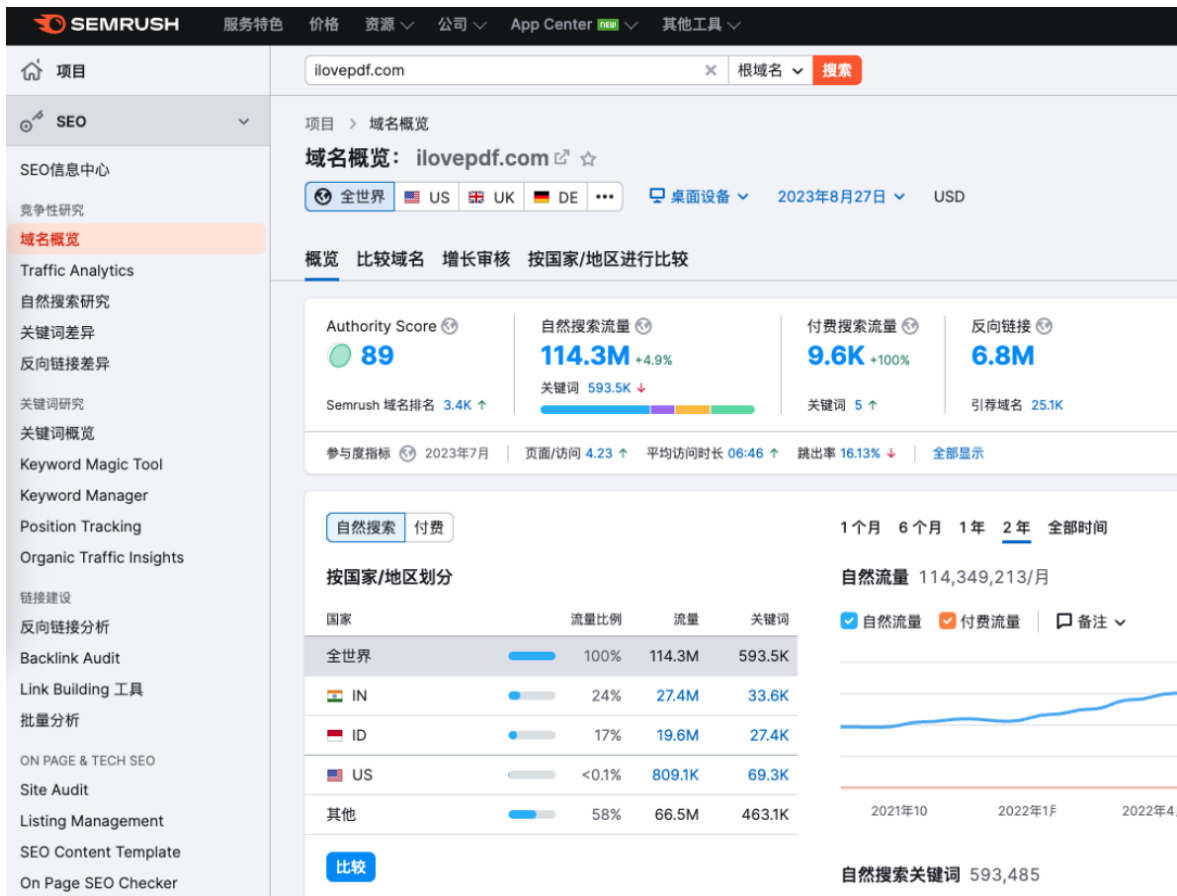 SEMRUSH 服务特色 价格 资源 公司 App Center new 其他工具
项目
ilovepdf.com × 根域名 搜索
SEO
项目 > 域名概览
域名概览： ilovepdf.com
SEO信息中心
全世界 US UK DE ••• 桌面设备 2023年8月27日 USD
竞争性研究
域名概览
Traffic Analytics
自然搜索研究
关键词差异
反向链接差异
关键词研究
关键词概览
Keyword Magic Tool
Keyword Manager
Position Tracking
Organic Traffic Insights
链接建设
反向链接分析
Backlink Audit
Link Building 工具
批量分析
ON PAGE & TECH SEO
Site Audit
Listing Management
SEO Content Template
On Page SEO Checker
概览 比较域名 增长审核 按国家/地区进行比较
Authority Score 自然搜索流量 付费搜索流量 反向链接
89 114.3M +4.9% 9.6K +100% 6.8M
关键词 593.5K ↓
Semrush 域名排名 3.4K ↑ 关键词 5 ↑ 引荐域名 25.1K
参与度指标 2023年7月 页面/访问 4.23 ↑ 平均访问时长 06:46 ↑ 跳出率 16.13% ↓ 全部显示
自然搜索 付费
按国家/地区划分
国家 流量比例 流量 关键词
全世界 100% 114.3M 593.5K
IN 24% 27.4M 33.6K
ID 17% 19.6M 27.4K
US <0.1% 809.1K 69.3K
其他 58% 66.5M 463.1K
比较
1个月 6个月 1年 2年 全部时间
自然流量 114,349,213/月
自然流量 付费流量 备注
2021年10 2022年1月 2022年4
自然搜索关键词 593,485